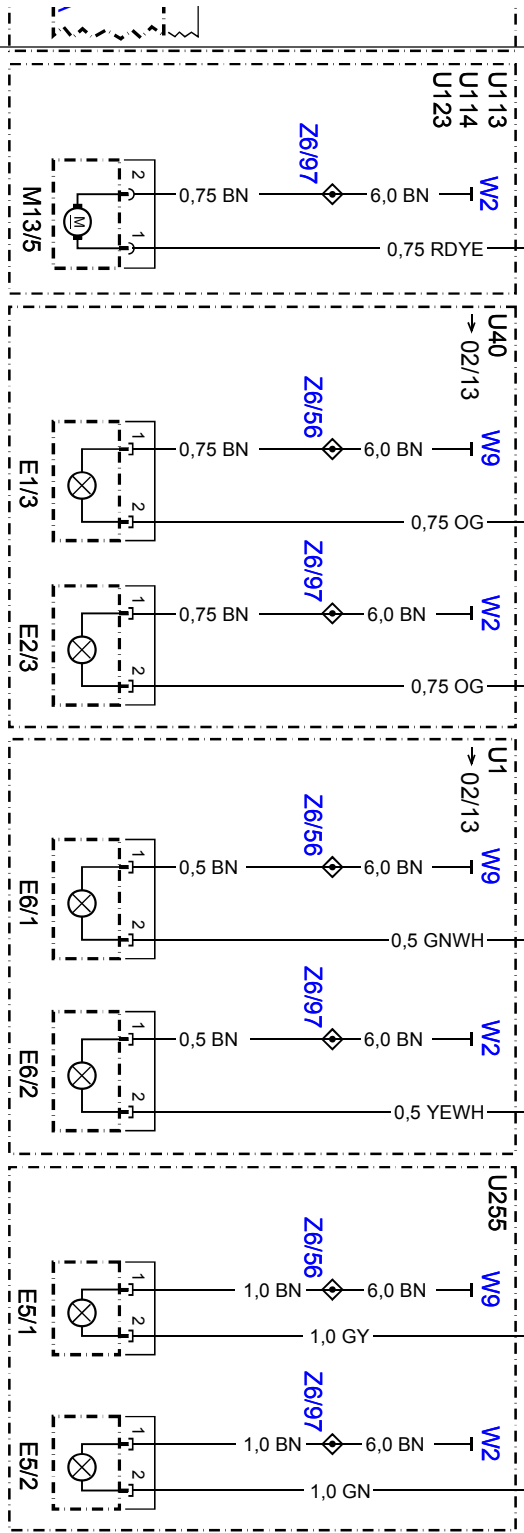 U113
U114
U123
W2
Z6/97
6,0 BN
0,75 BN
2
1
0,75 RDYE
M
M13/5
U40
→ 02/13
W9
Z6/56
6,0 BN
0,75 BN
1
2
0,75 OG
E1/3
W2
Z6/97
6,0 BN
0,75 BN
1
2
0,75 OG
E2/3
U1
→ 02/13
W9
Z6/56
6,0 BN
0,5 BN
1
2
0,5 GNWH
E6/1
W2
Z6/97
6,0 BN
0,5 BN
1
2
0,5 YEWH
E6/2
U255
W9
Z6/56
6,0 BN
1,0 BN
1
2
1,0 GY
E5/1
W2
Z6/97
6,0 BN
1,0 BN
1
2
1,0 GN
E5/2